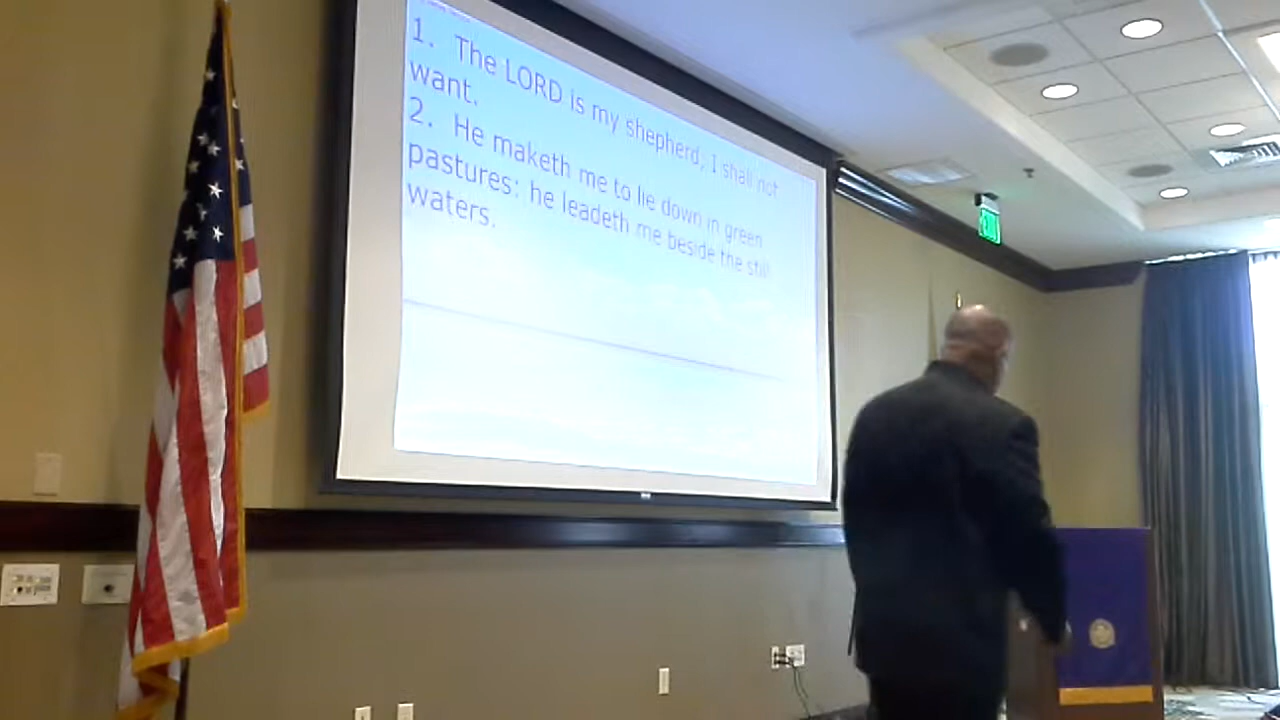 1. The LORD is my shepherd, I shall not
want.
2. He maketh me to lie down in green
pastures: he leadeth me beside the still
waters.